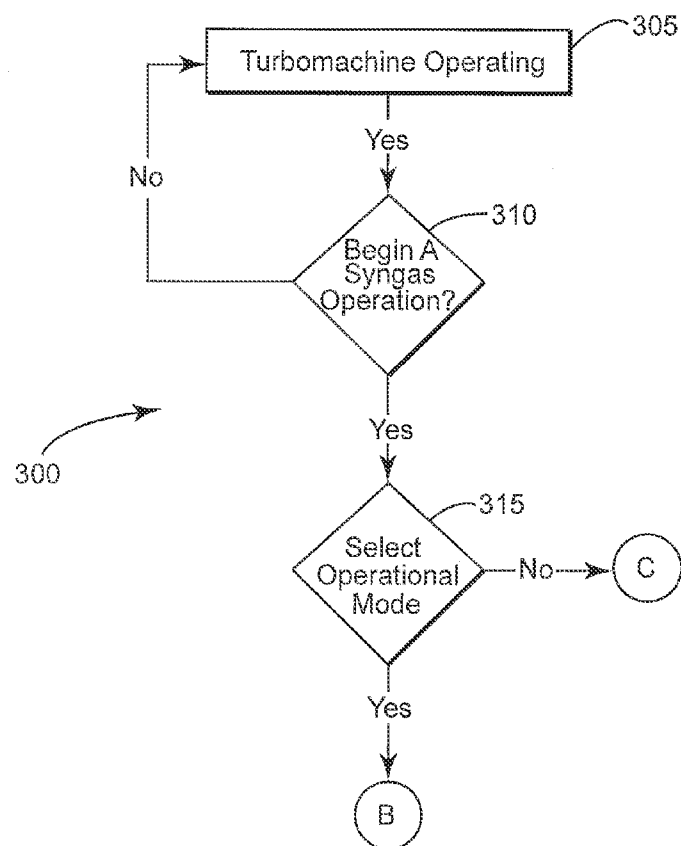 305
Turbomachine Operating
Yes
No
310
Begin A
Syngas
Operation?
Yes
300
315
Select
Operational
Mode
No
C
Yes
B